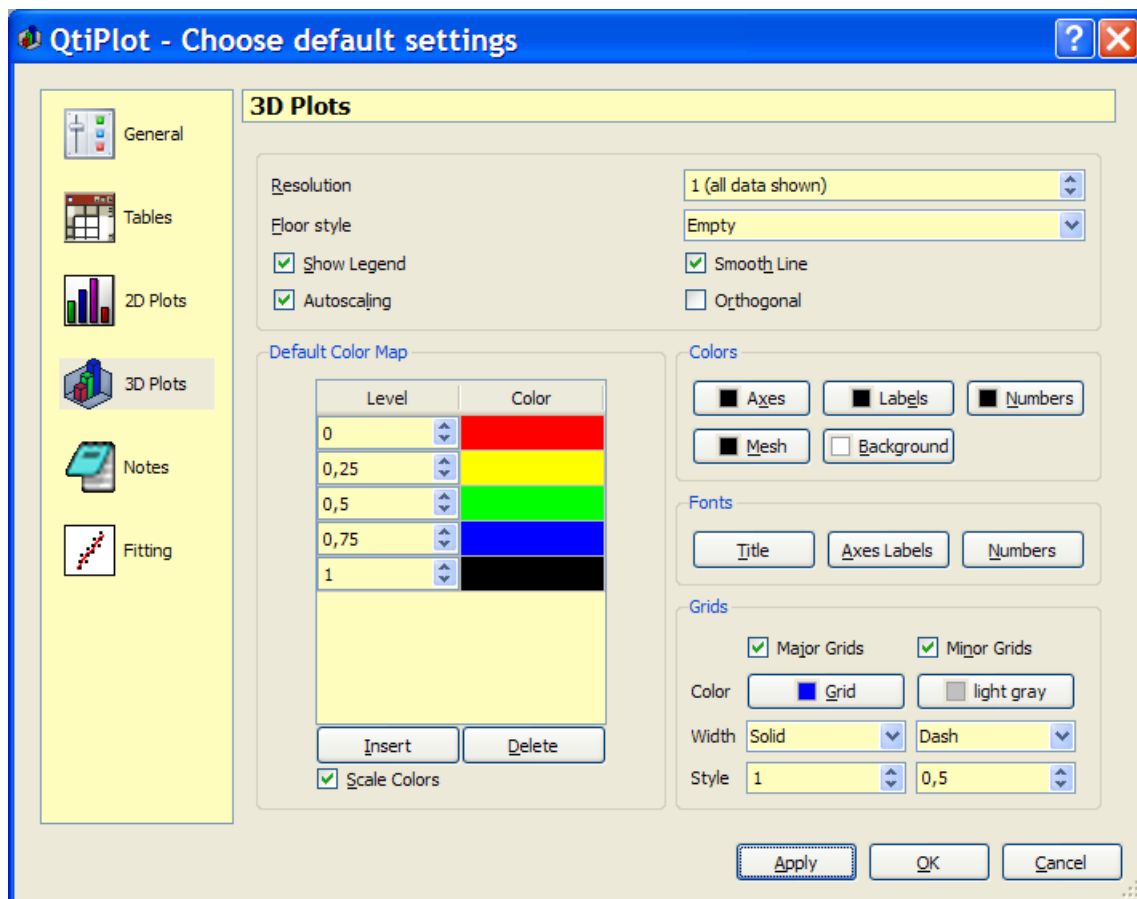 QtiPlot - Choose default settings
General
Tables
2D Plots
3D Plots
Notes
Fitting
3D Plots
Resolution
1 (all data shown)
Floor style
Empty
Show Legend
Smooth Line
Autoscaling
Orthogonal
Default Color Map
Level Color
0
0,25
0,5
0,75
1
Insert Delete
Scale Colors
Colors
Axes Labels Numbers
Mesh Background
Fonts
Title Axes Labels Numbers
Grids
Major Grids Minor Grids
Color Grid light gray
Width Solid Dash
Style 1 0,5
Apply OK Cancel